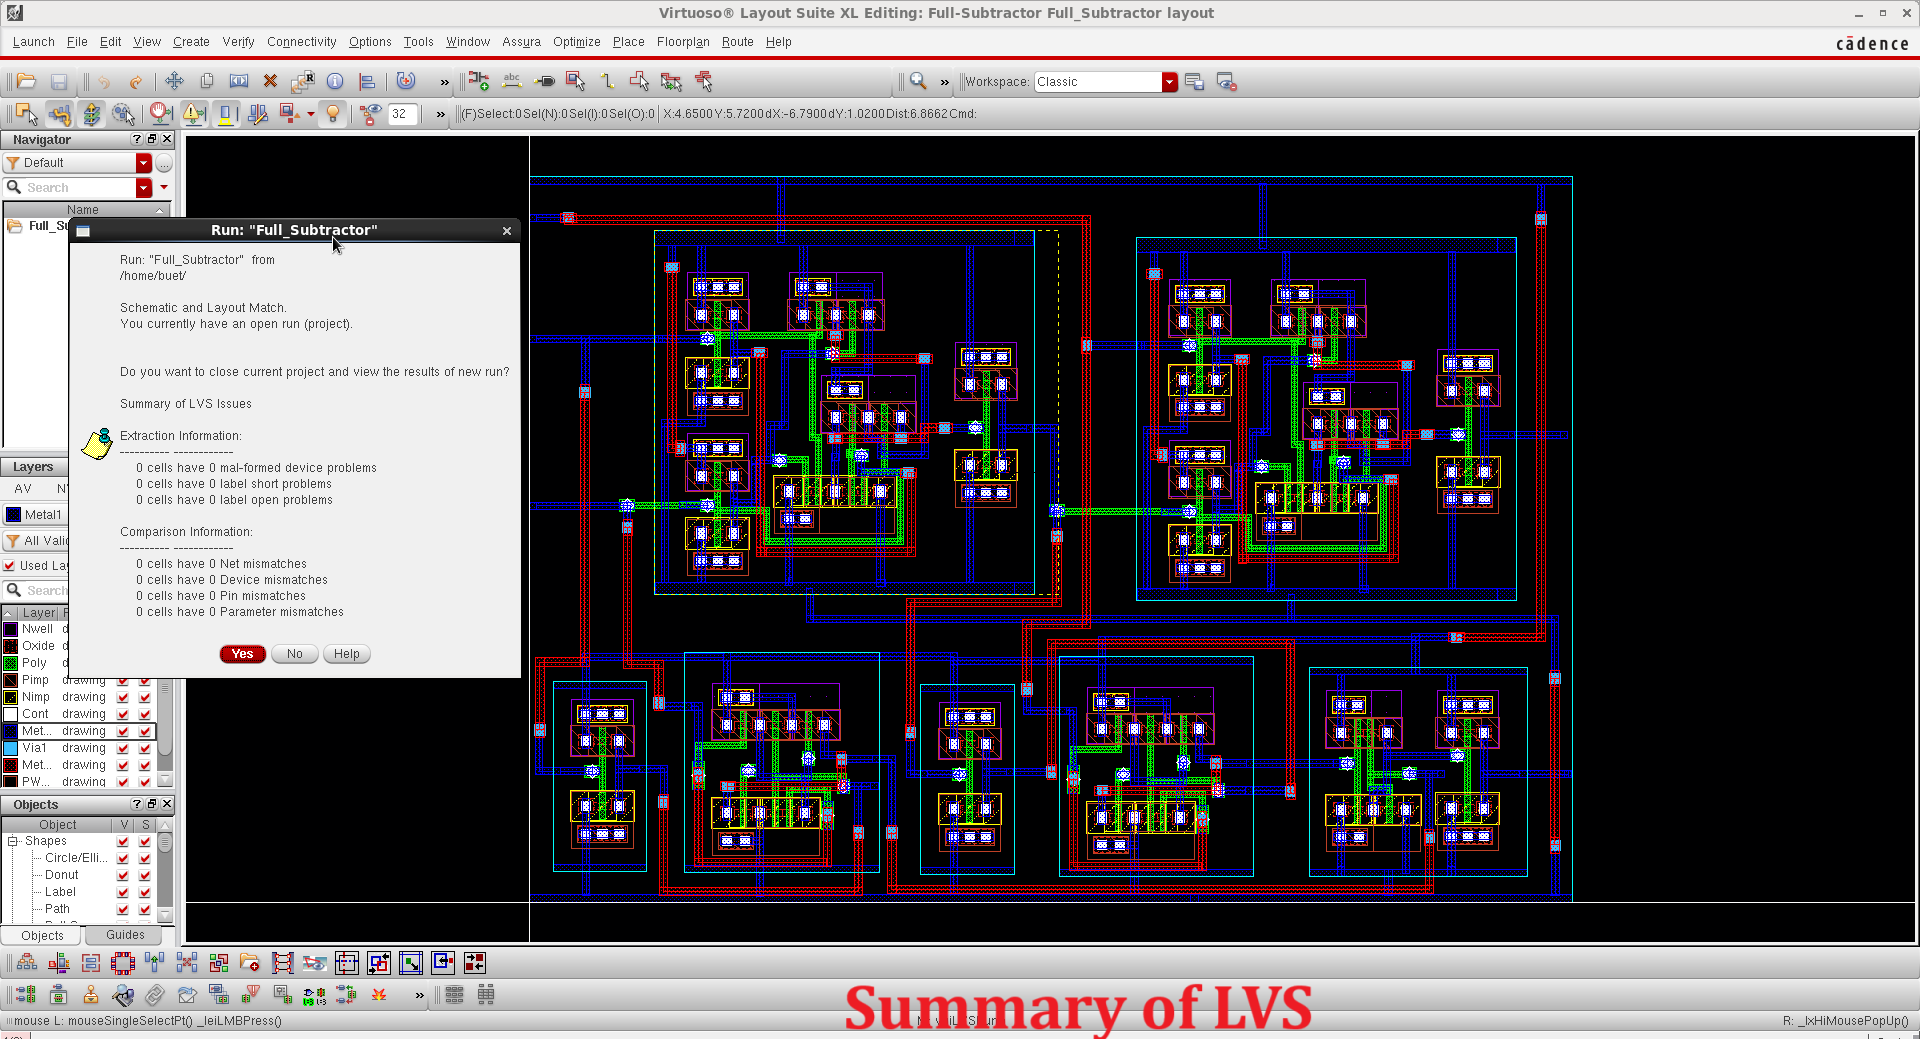 Virtuoso® Layout Suite XL Editing: Full-Subtractor Full_Subtractor layout
Launch File Edit View Create Verify Connectivity Options Tools Window Assura Optimize Place Floorplan Route Help
cādence
abc
» » Workspace: Classic
32 » (F)Select:0 Sel(N):0 Sel(I):0 Sel(O):0 X:4.6500 Y:5.7200 dX:-6.7900 dY:1.0200 Dist:6.8662 Cmd:
Navigator
Default
Search
Name
Full_Su
Run: "Full_Subtractor"
Run: "Full_Subtractor" from
/home/buet/
Schematic and Layout Match.
You currently have an open run (project).
Do you want to close current project and view the results of new run?
Summary of LVS Issues
Extraction Information:
---------- ------------
0 cells have 0 mal-formed device problems
0 cells have 0 label short problems
0 cells have 0 label open problems
Comparison Information:
---------- ------------
0 cells have 0 Net mismatches
0 cells have 0 Device mismatches
0 cells have 0 Pin mismatches
0 cells have 0 Parameter mismatches
Yes No Help
Layers
AV
Metal1
All Valid
Used Lay
Search
Layer
Nwell
Oxide
Poly
Pimp drawing
Nimp drawing
Cont drawing
Met... drawing
Via1 drawing
Met... drawing
PW... drawing
Objects
Object V S
Shapes
Circle/Elli...
Donut
Label
Path
Objects Guides
»
Summary of LVS
mouse L: mouseSingleSelectPt() _leiLMBPress()
R: _lxHiMousePopUp()